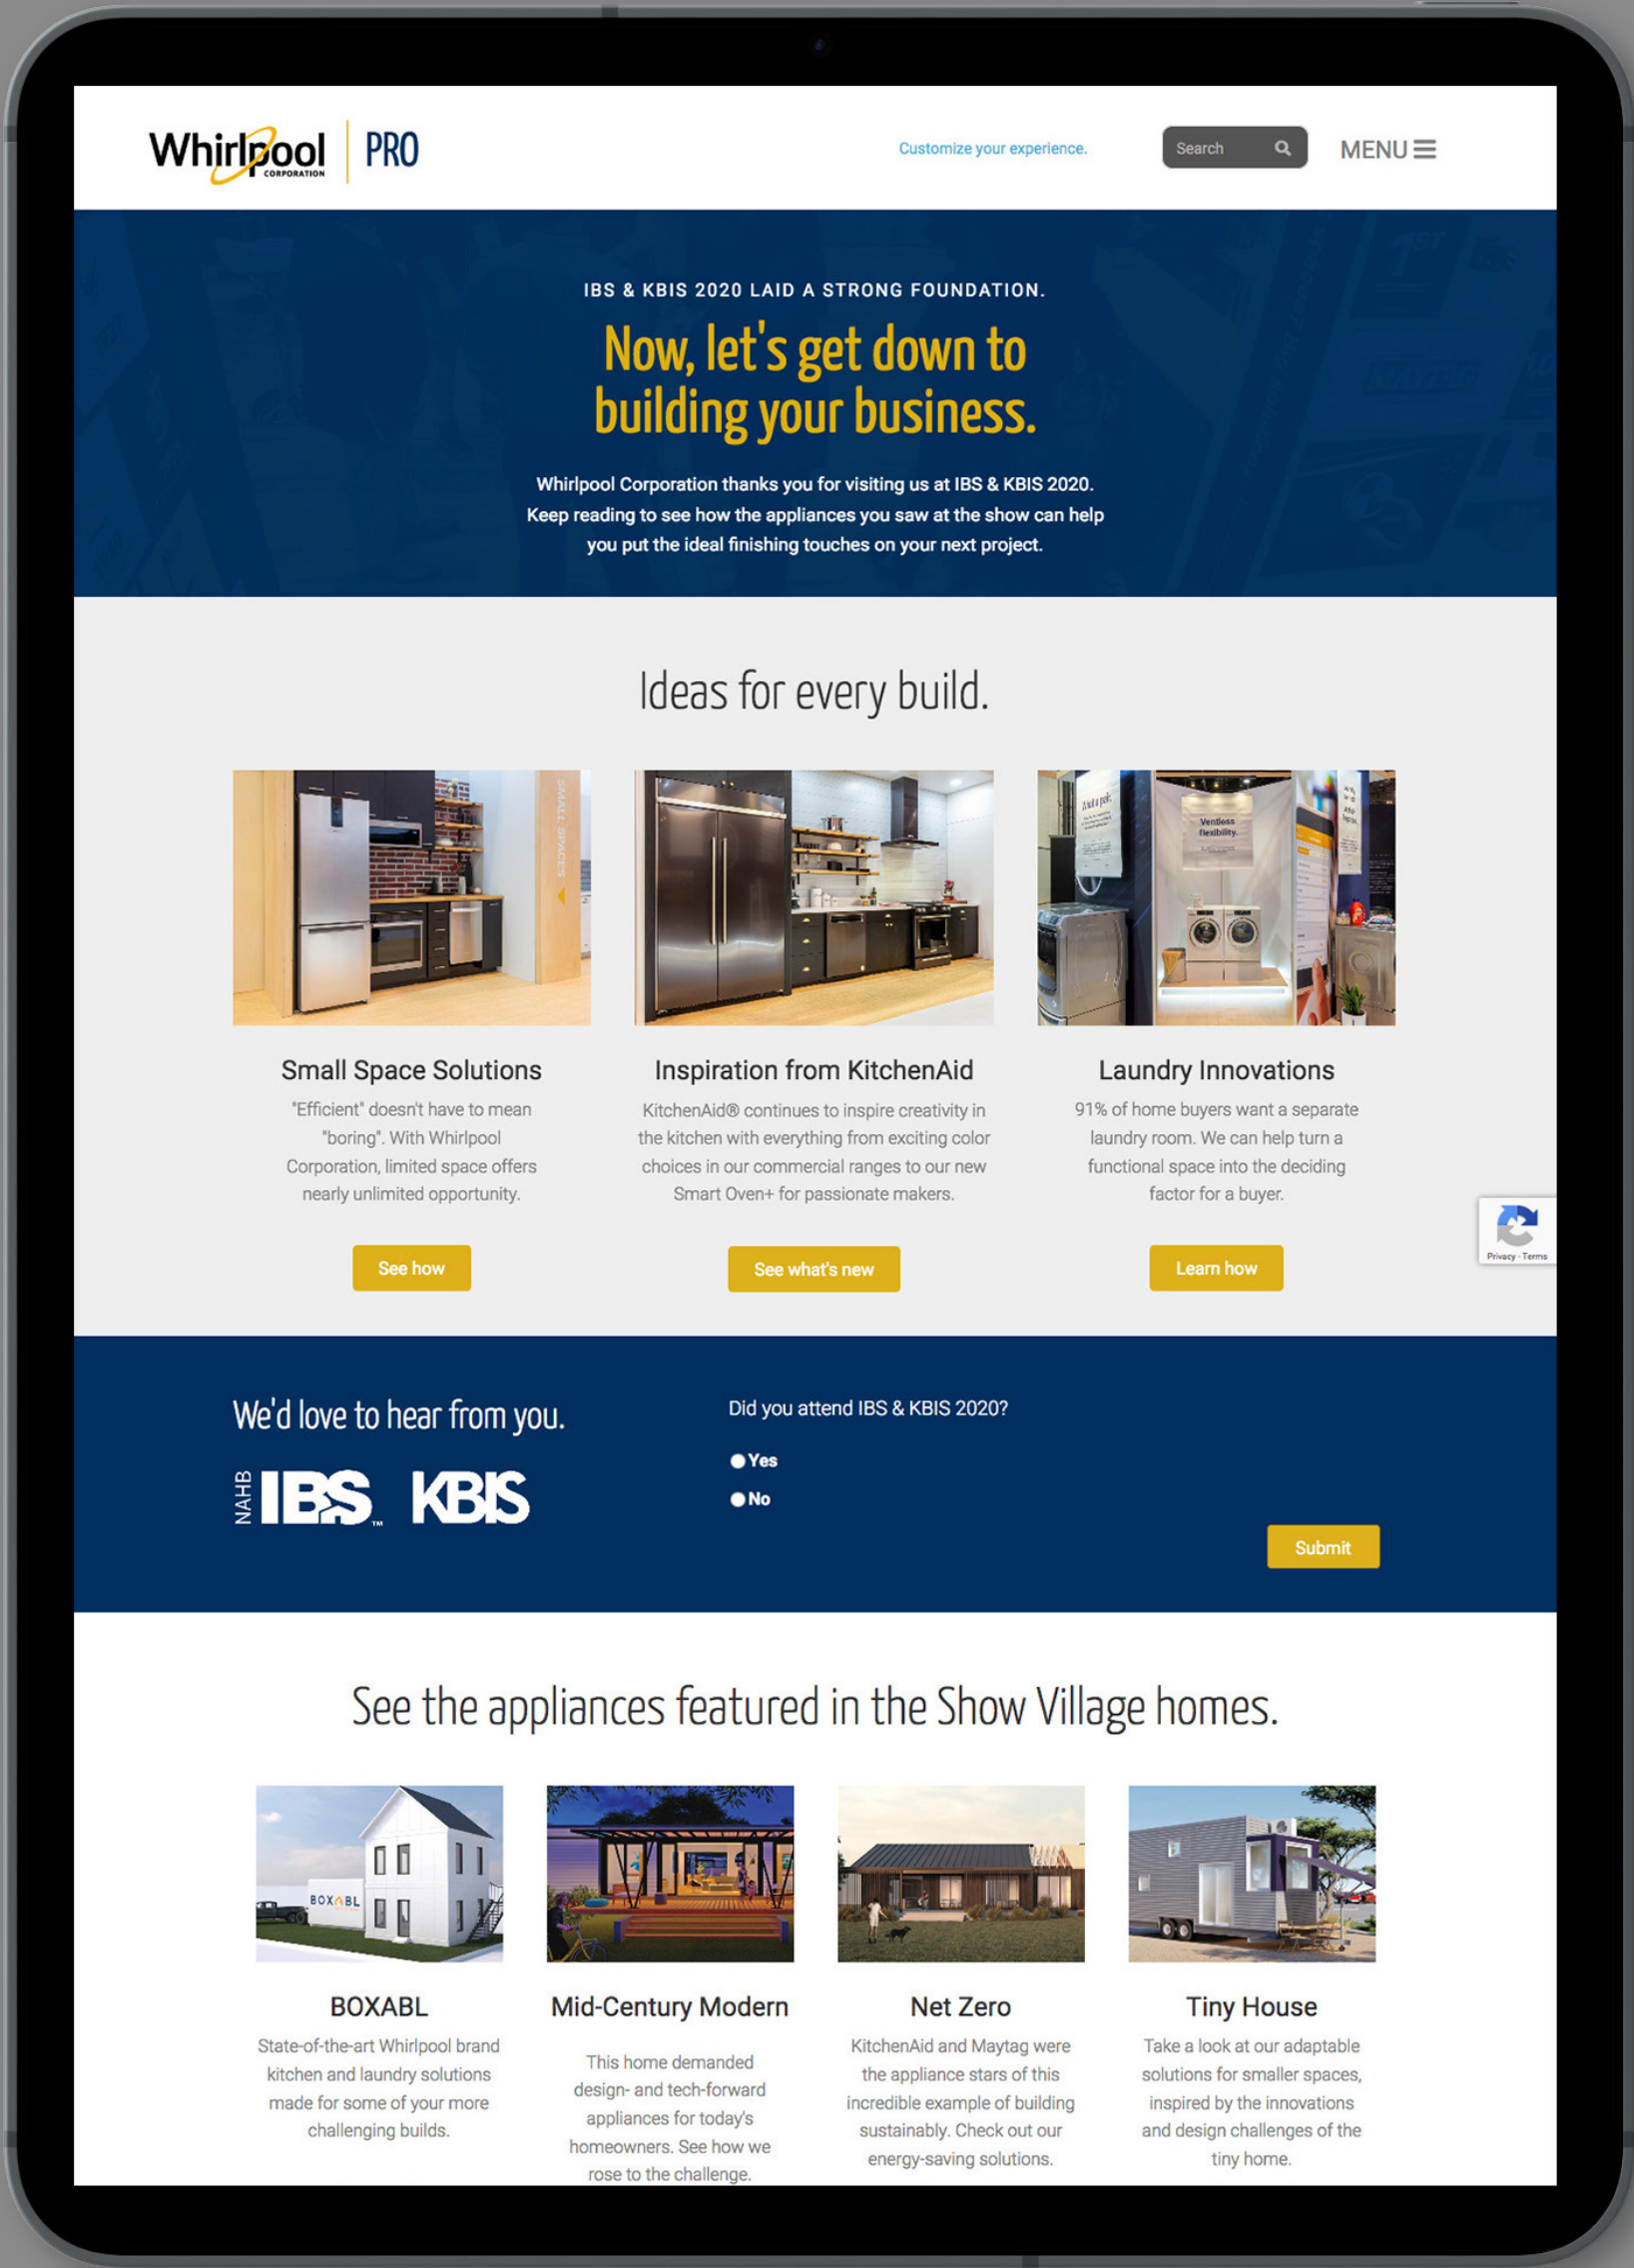 Whirlpool
CORPORATION
PRO
Customize your experience.
Search
MENU
IBS & KBIS 2020 LAID A STRONG FOUNDATION.
Now, let's get down to
building your business.
Whirlpool Corporation thanks you for visiting us at IBS & KBIS 2020.
Keep reading to see how the appliances you saw at the show can help
you put the ideal finishing touches on your next project.
1ST
MAYTAG
Ideas for every build.
SMALL SPACES
What a pair.
Ventless
flexibility.
Small Space Solutions
"Efficient" doesn't have to mean
"boring". With Whirlpool
Corporation, limited space offers
nearly unlimited opportunity.
See how
Inspiration from KitchenAid
KitchenAid® continues to inspire creativity in
the kitchen with everything from exciting color
choices in our commercial ranges to our new
Smart Oven+ for passionate makers.
See what's new
Laundry Innovations
91% of home buyers want a separate
laundry room. We can help turn a
functional space into the deciding
factor for a buyer.
Learn how
Privacy - Terms
We'd love to hear from you.
NAHB IBS™ KBIS
Did you attend IBS & KBIS 2020?
Yes
No
Submit
See the appliances featured in the Show Village homes.
BOXABL
BOXABL
State-of-the-art Whirlpool brand
kitchen and laundry solutions
made for some of your more
challenging builds.
Mid-Century Modern
This home demanded
design- and tech-forward
appliances for today's
homeowners. See how we
rose to the challenge.
Net Zero
KitchenAid and Maytag were
the appliance stars of this
incredible example of building
sustainably. Check out our
energy-saving solutions.
Tiny House
Take a look at our adaptable
solutions for smaller spaces,
inspired by the innovations
and design challenges of the
tiny home.